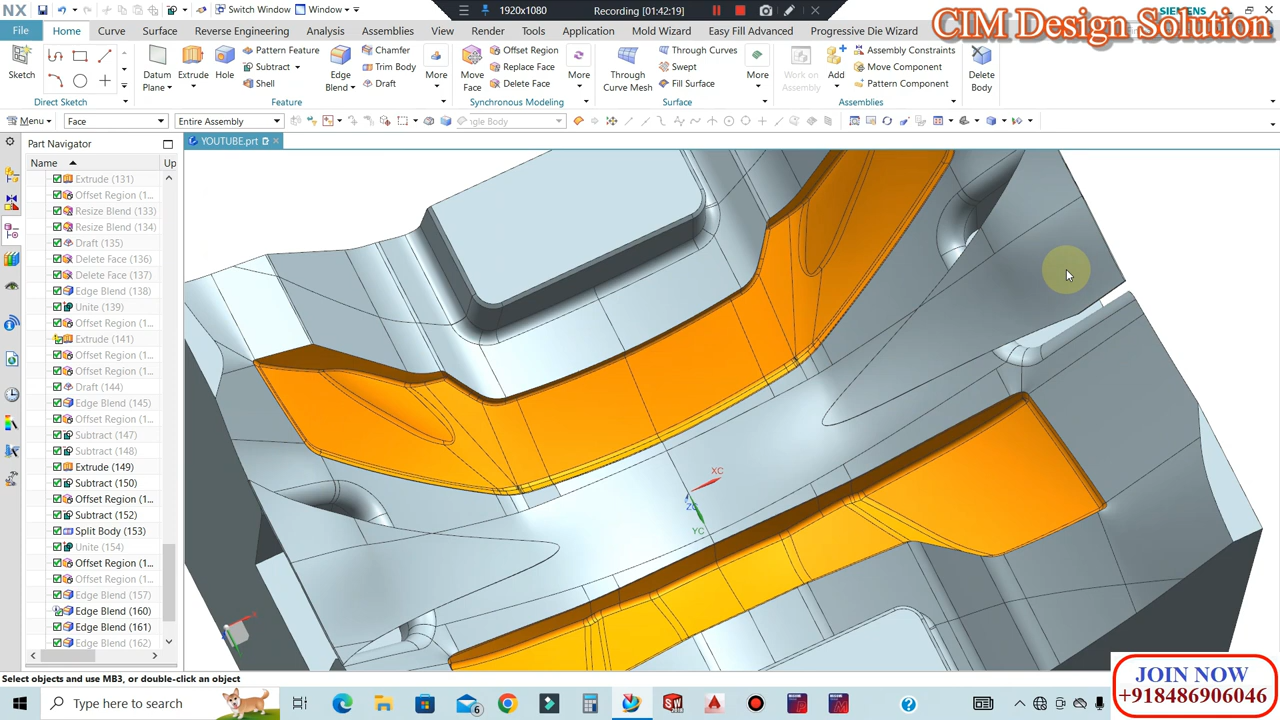 NX
Switch Window
Window
1920x1080
Recording [01:42:19]
SIEMENS
CIM Design Solution
File
Home
Curve
Surface
Reverse Engineering
Analysis
Assemblies
View
Render
Tools
Application
Mold Wizard
Easy Fill Advanced
Progressive Die Wizard
Sketch
Direct Sketch
Datum Plane
Extrude
Hole
Pattern Feature
Subtract
Shell
Edge Blend
Chamfer
Trim Body
Draft
More
Feature
Move Face
Offset Region
Replace Face
Delete Face
More
Synchronous Modeling
Through Curve Mesh
Through Curves
Swept
Fill Surface
More
Surface
Work on Assembly
Add
Assembly Constraints
Move Component
Pattern Component
Assemblies
Delete Body
Menu
Face
Entire Assembly
ngle Body
Part Navigator
YOUTUBE.prt
Name
Up
Extrude (131)
Offset Region (1...
Resize Blend (133)
Resize Blend (134)
Draft (135)
Delete Face (136)
Delete Face (137)
Edge Blend (138)
Unite (139)
Offset Region (1...
Extrude (141)
Offset Region (1...
Offset Region (1...
Draft (144)
Edge Blend (145)
Offset Region (1...
Subtract (147)
Subtract (148)
Extrude (149)
Subtract (150)
Offset Region (1...
Subtract (152)
Split Body (153)
Unite (154)
Offset Region (1...
Offset Region (1...
Edge Blend (157)
Edge Blend (160)
Edge Blend (161)
Edge Blend (162)
XC
ZC
YC
Select objects and use MB3, or double-click an object
JOIN NOW
+918486906046
Type here to search
6